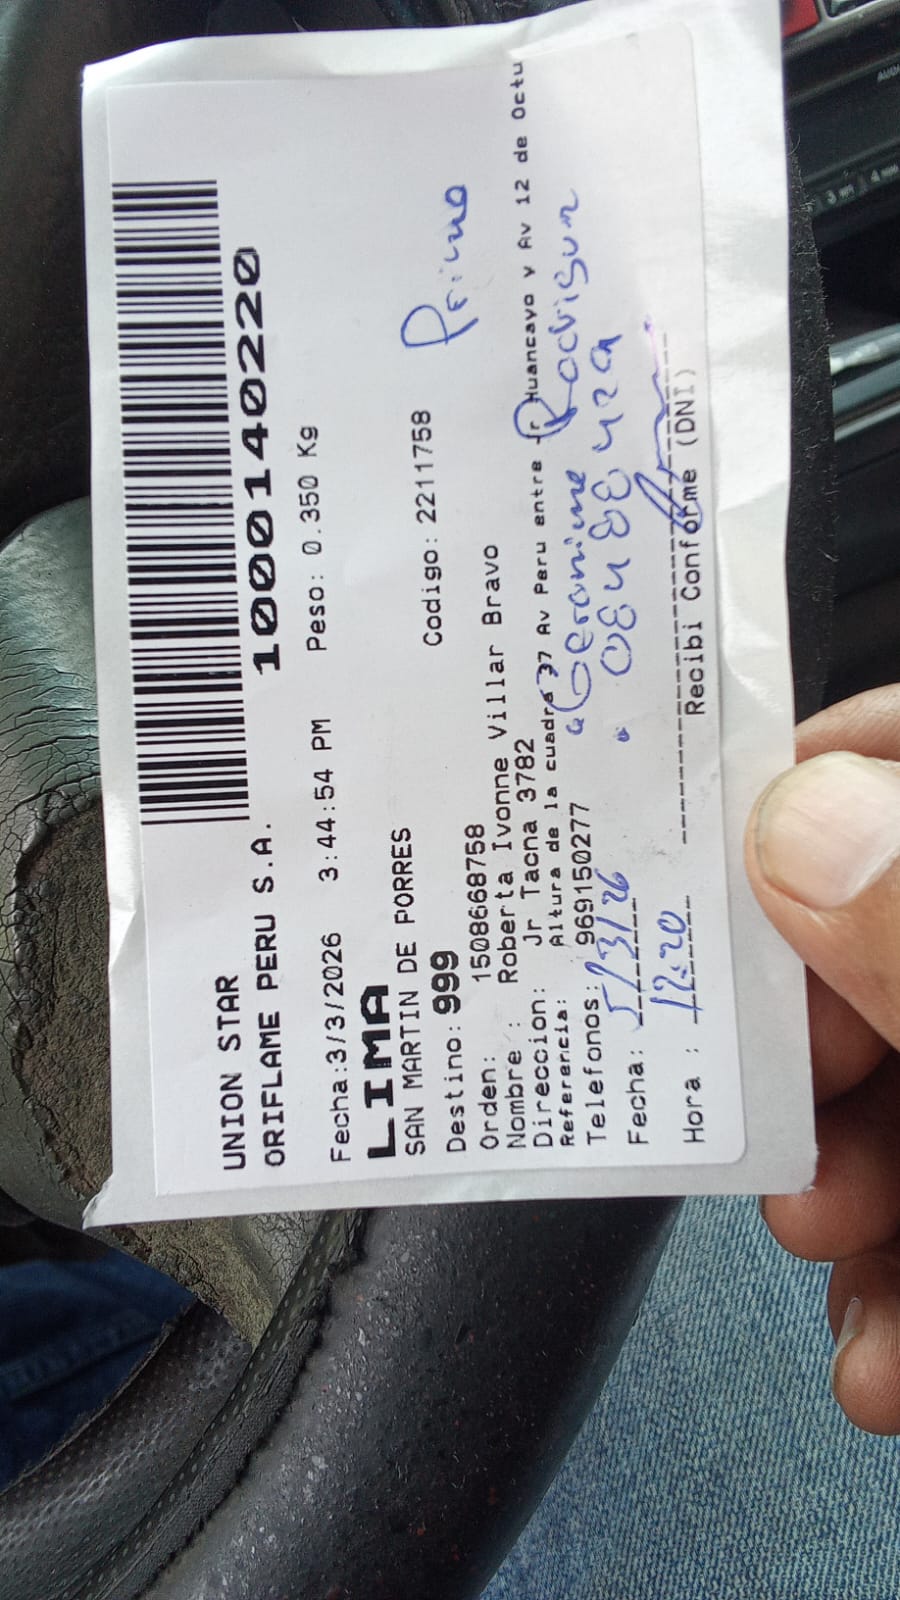 UNION STAR
ORIFLAME PERU S.A. 1000140220
Fecha:3/3/2026 3:44:54 PM Peso: 0.350 Kg
LIMA
SAN MARTIN DE PORRES
Destino: 999 Codigo: 2211758 Primo
Orden: 1508668758
Nombre : Roberta Ivonne Villar Bravo
Direccion: Jr Tacna 3782
Referencia: Altura de la cuadra 37 Av Peru entre Jr Huancayo y Av 12 de Octu
Telefonos: 969150277
Fecha: 5/3/26
Hora : 12:20
Recibi Conforme (DNI)